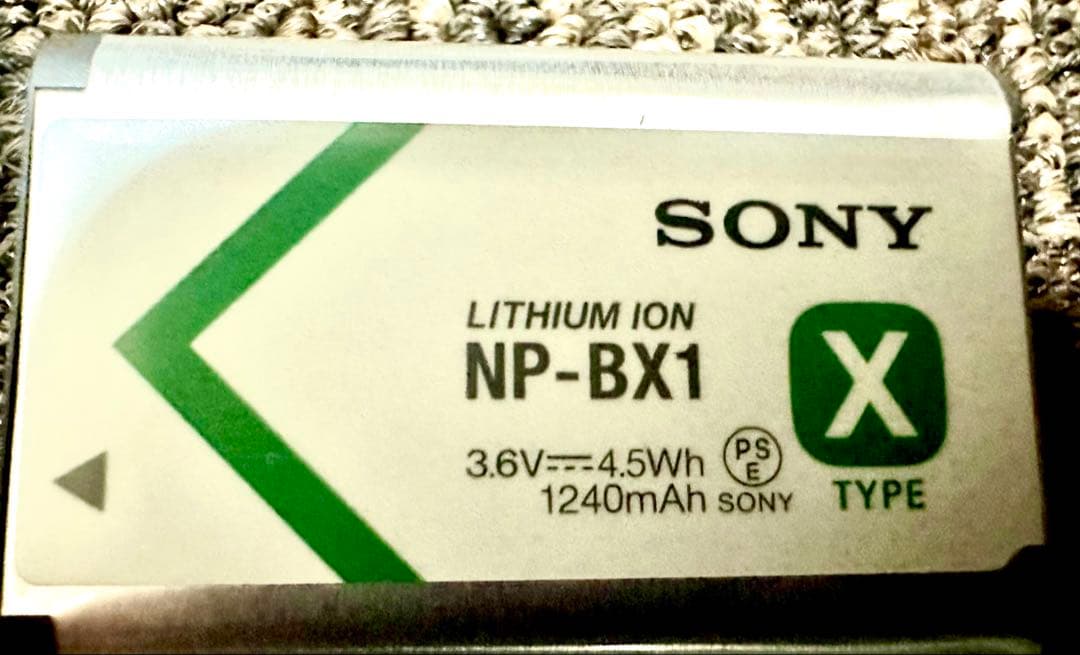 SONY
LITHIUM ION
NP-BX1
X
3.6V⎓4.5Wh
PS
E
1240mAh SONY
TYPE